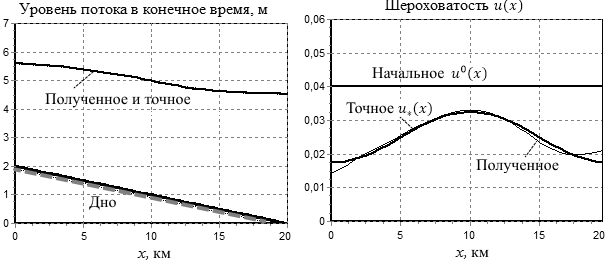 Уровень потока в конечное время, м
7
6
5
4
3
2
1
0
Полученное и точное
Дно
0
5
10
15
20
x, км
Шероховатость u(x)
0,06
0,05
0,04
0,03
0,02
0,01
0
Начальное u⁰(x)
Точное u*(x)
Полученное
0
5
10
15
20
x, км